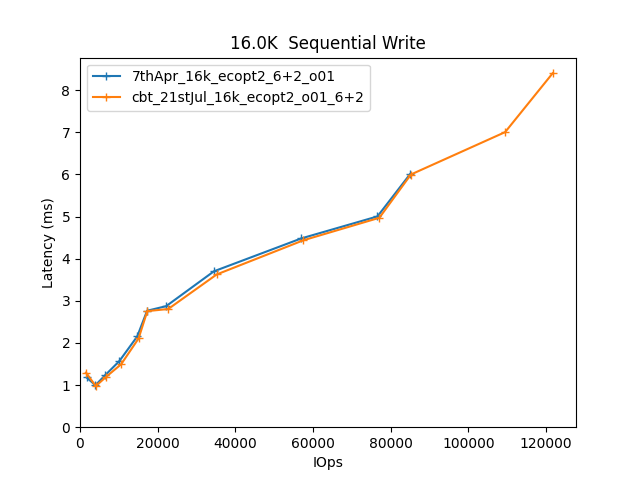 16.0K  Sequential Write
7thApr_16k_ecopt2_6+2_o01
cbt_21stJul_16k_ecopt2_o01_6+2
Latency (ms)
8
7
6
5
4
3
2
1
0
0 20000 40000 60000 80000 100000 120000
IOps